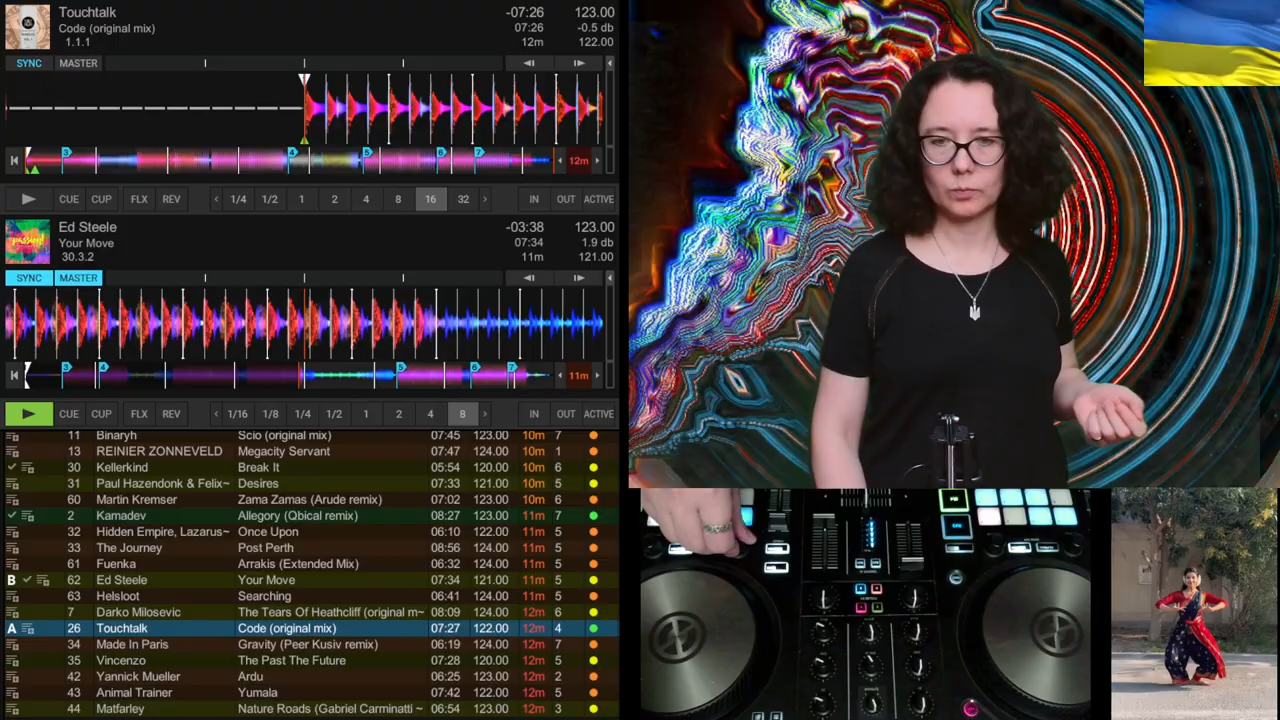 Touchtalk -07:26 123.00
Code (original mix) 07:26 -0.5 db
1.1.1 12m 122.00
SYNC MASTER
3 4 5 6 7 12m
CUE CUP FLX REV 1/4 1/2 1 2 4 8 16 32 IN OUT ACTIVE
Ed Steele -03:38 123.00
Your Move 07:34 1.9 db
30.3.2 11m 121.00
SYNC MASTER
3 4 5 6 7 11m
CUE CUP FLX REV 1/16 1/8 1/4 1/2 1 2 4 8 IN OUT ACTIVE
11 Binaryh Scio (original mix) 07:45 123.00 10m 7
13 REINIER ZONNEVELD Megacity Servant 07:47 124.00 10m 1
30 Kellerkind Break It 05:54 120.00 10m 6
31 Paul Hazendonk & Felix~ Desires 07:33 121.00 10m 5
60 Martin Kremser Zama Zamas (Arude remix) 07:02 123.00 10m 6
2 Kamadev Allegory (Qbical remix) 08:27 123.00 11m 7
32 Hidden Empire, Lazarus~ Once Upon 06:10 123.00 11m 5
33 The Journey Post Perth 08:56 124.00 11m 5
61 Fuenka Arrakis (Extended Mix) 06:32 124.00 11m 5
B 62 Ed Steele Your Move 07:34 121.00 11m 5
63 Helsloot Searching 06:41 124.00 11m 5
7 Darko Milosevic The Tears Of Heathcliff (original m~ 08:09 124.00 12m 6
A 26 Touchtalk Code (original mix) 07:27 122.00 12m 4
34 Made In Paris Gravity (Peer Kusiv remix) 06:19 124.00 12m 7
35 Vincenzo The Past The Future 07:28 120.00 12m 5
42 Yannick Mueller Ardu 06:25 123.00 12m 2
43 Animal Trainer Yumala 07:42 122.00 12m 5
44 Matfarley Nature Roads (Gabriel Carminatti ~ 06:54 123.00 12m 3